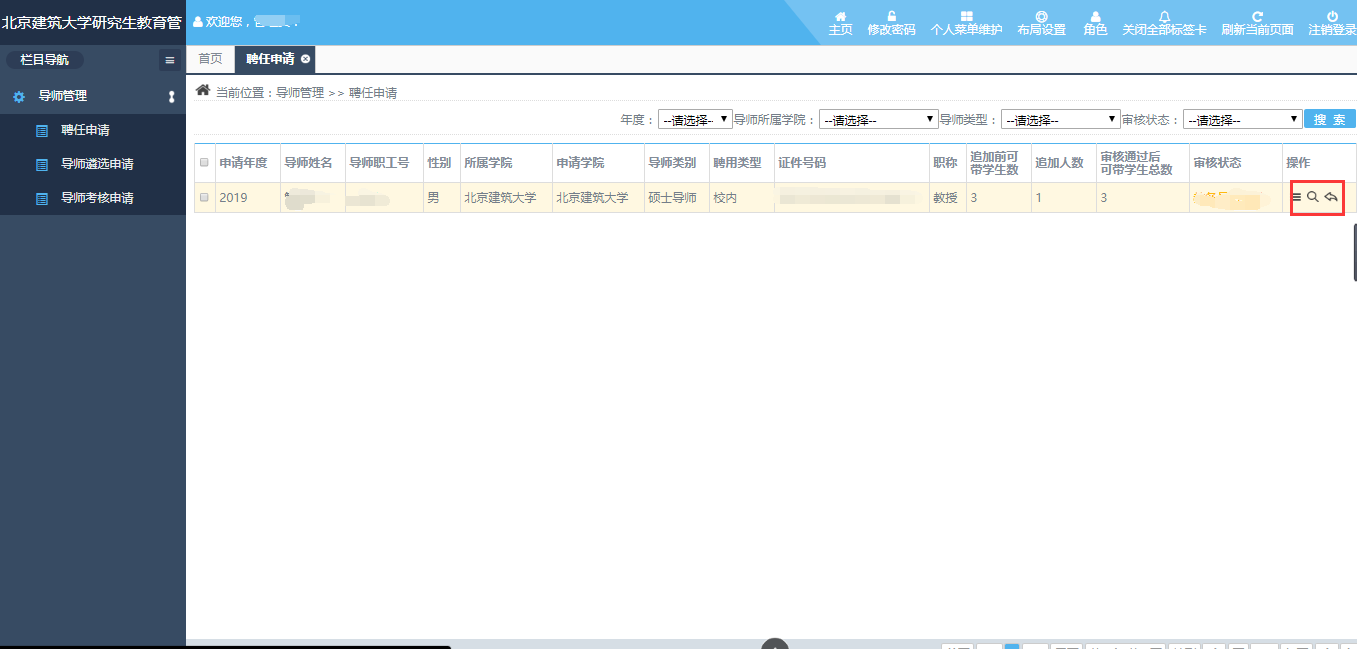 北京建筑大学研究生教育管
欢迎您，
主页 修改密码 个人菜单维护 布局设置 角色 关闭全部标签卡 刷新当前页面 注销登录
栏目导航
首页 聘任申请
导师管理
聘任申请
导师遴选申请
导师考核申请
当前位置：导师管理 >> 聘任申请
年度： --请选择-- 导师所属学院： --请选择-- 导师类型： --请选择-- 审核状态： --请选择-- 搜 索
申请年度 导师姓名 导师职工号 性别 所属学院 申请学院 导师类别 聘用类型 证件号码 职称 追加前可带学生数 追加人数 审核通过后可带学生总数 审核状态 操作
2019 男 北京建筑大学 北京建筑大学 硕士导师 校内 教授 3 1 3